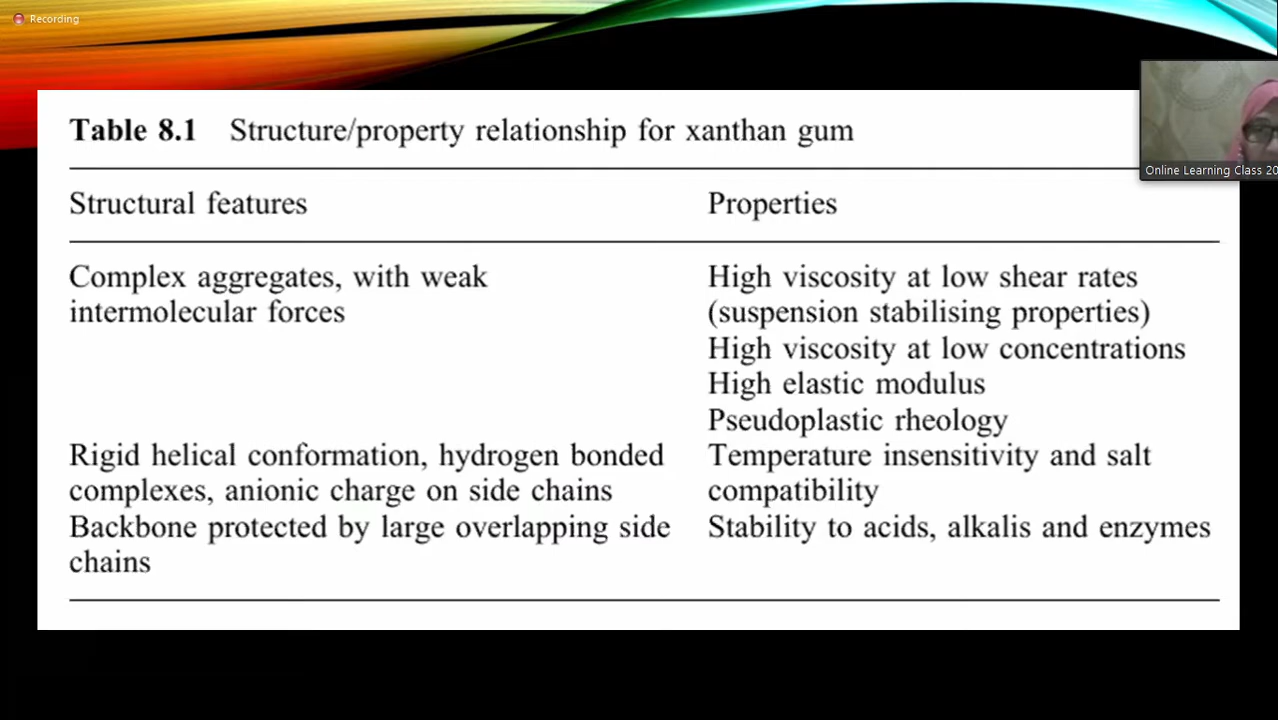 Recording
Online Learning Class 20
Table 8.1 Structure/property relationship for xanthan gum
Structural features Properties
Complex aggregates, with weak High viscosity at low shear rates
intermolecular forces (suspension stabilising properties)
High viscosity at low concentrations
High elastic modulus
Pseudoplastic rheology
Rigid helical conformation, hydrogen bonded Temperature insensitivity and salt
complexes, anionic charge on side chains compatibility
Backbone protected by large overlapping side Stability to acids, alkalis and enzymes
chains